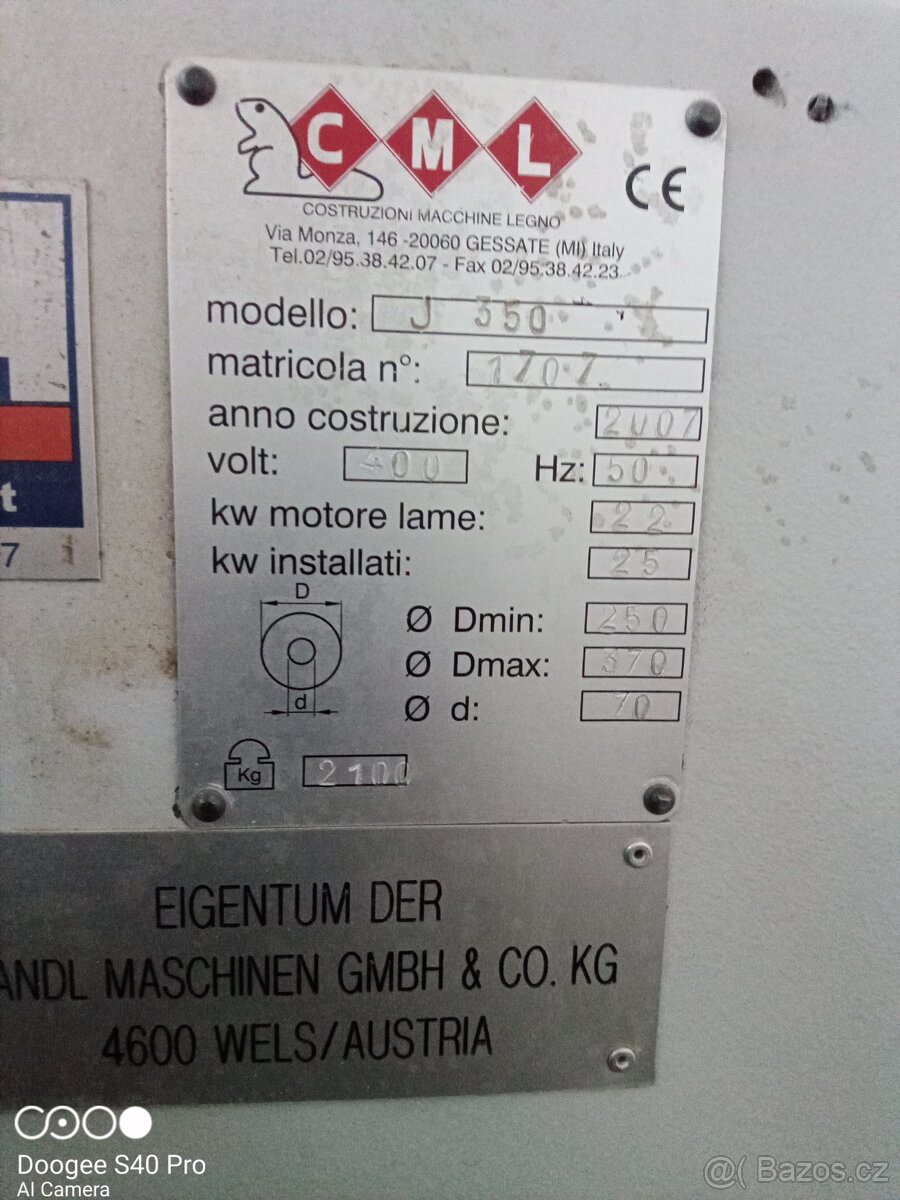 C M L
CE
COSTRUZIONI MACCHINE LEGNO
Via Monza, 146 -20060 GESSATE (MI) Italy
Tel.02/95.38.42.07 - Fax 02/95.38.42.23
modello: J 350
matricola n°: 1707
anno costruzione: 2007
volt: 400 Hz: 50
kw motore lame: 22
kw installati: 25
D
Ø Dmin: 250
Ø Dmax: 370
d
Ø d: 70
Kg 2100
t
7
EIGENTUM DER
ANDL MASCHINEN GMBH & CO. KG
4600 WELS/AUSTRIA
Doogee S40 Pro
AI Camera
Bazos.cz